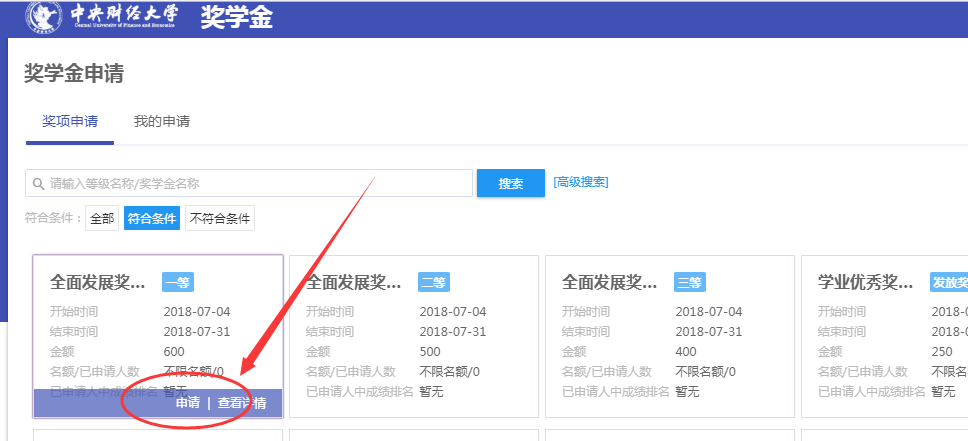 中央财经大学 奖学金
Central University of Finance and Economics
奖学金申请
奖项申请 我的申请
请输入等级名称/奖学金名称 搜索 [高级搜索]
符合条件： 全部 符合条件 不符合条件
全面发展奖... 一等
开始时间 2018-07-04
结束时间 2018-07-31
金额 600
名额/已申请人数 不限名额/0
已申请人中成绩排名 暂无
申请 | 查看详情
全面发展奖... 二等
开始时间 2018-07-04
结束时间 2018-07-31
金额 500
名额/已申请人数 不限名额/0
已申请人中成绩排名 暂无
全面发展奖... 三等
开始时间 2018-07-04
结束时间 2018-07-31
金额 400
名额/已申请人数 不限名额/0
已申请人中成绩排名 暂无
学业优秀奖... 发放奖
开始时间 2018-0
结束时间 2018-0
金额 250
名额/已申请人数 不限名
已申请人中成绩排名 暂无